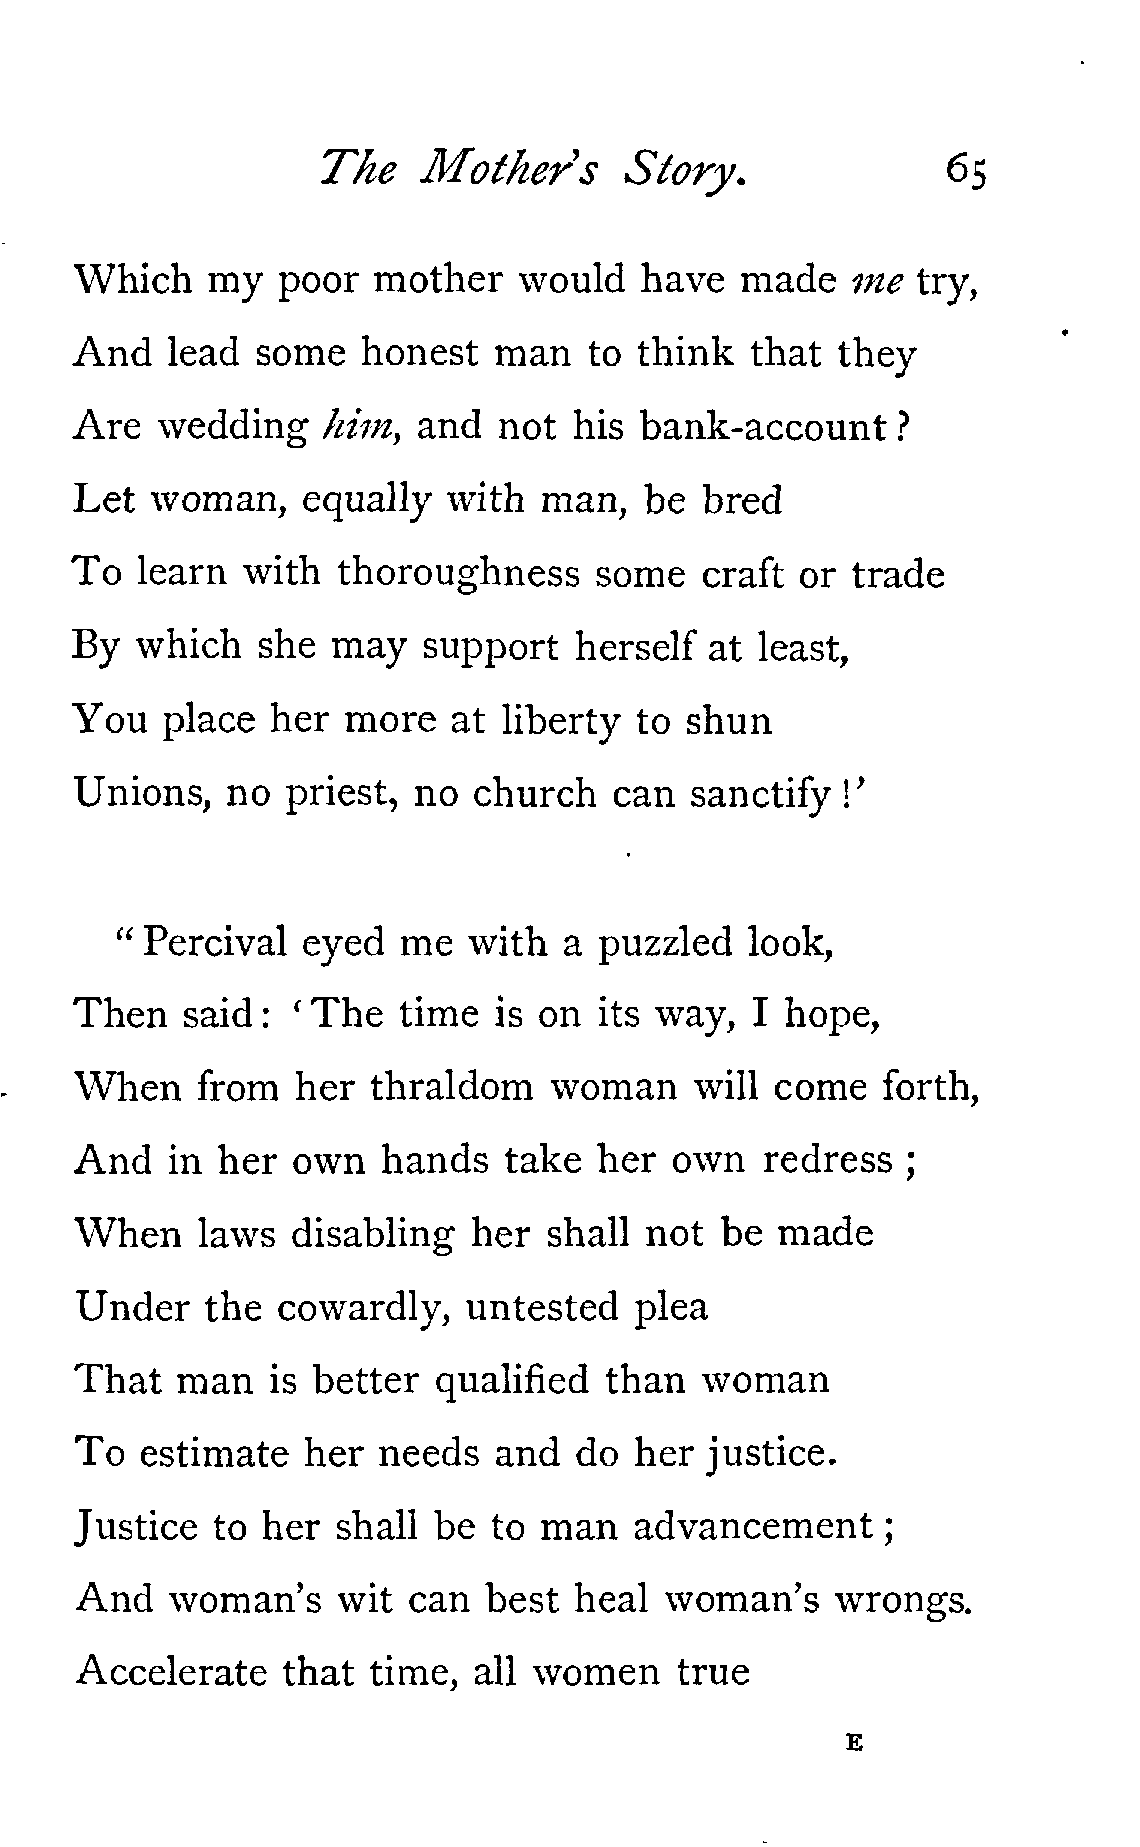 The Mother's Story. 65
Which my poor mother would have made me try,
And lead some honest man to think that they
Are wedding him, and not his bank-account ?
Let woman, equally with man, be bred
To learn with thoroughness some craft or trade
By which she may support herself at least,
You place her more at liberty to shun
Unions, no priest, no church can sanctify !'
“ Percival eyed me with a puzzled look,
Then said : ‘ The time is on its way, I hope,
When from her thraldom woman will come forth,
And in her own hands take her own redress ;
When laws disabling her shall not be made
Under the cowardly, untested plea
That man is better qualified than woman
To estimate her needs and do her justice.
Justice to her shall be to man advancement ;
And woman's wit can best heal woman's wrongs.
Accelerate that time, all women true
E